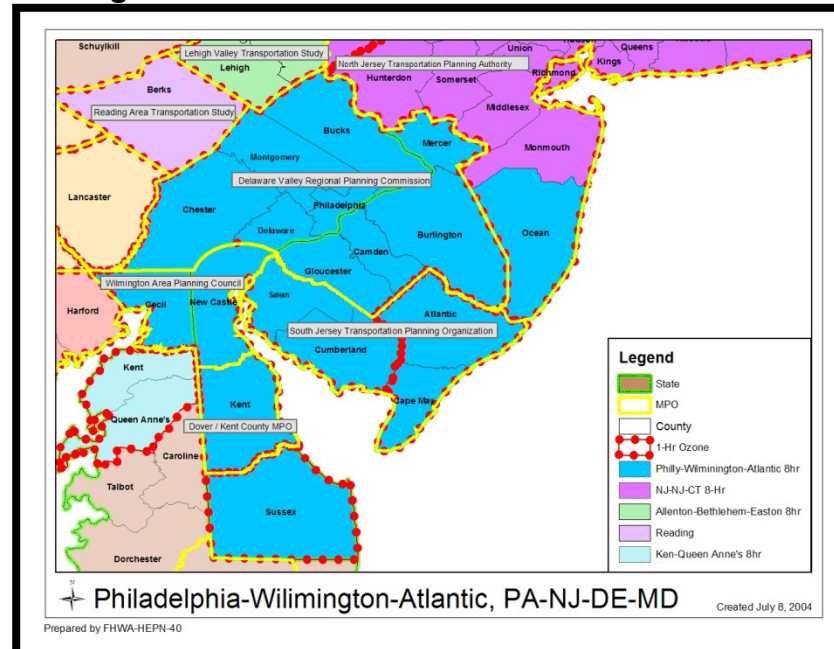 Schuylkill
Lehigh Valley Transportation Study
Lehigh
North Jersey Transportation Planning Authority
Union
Queens
Kings
Richmond
Hunterdon
Somerset
Berks
Middlesex
Reading Area Transportation Study
Bucks
Mercer
Monmouth
Montgomery
Delaware Valley Regional Planning Commission
Lancaster
Philadelphia
Chester
Delaware
Burlington
Ocean
Camden
Gloucester
Wilmington Area Planning Council
Cecil
New Castle
Salem
Harford
Atlantic
South Jersey Transportation Planning Organization
Cumberland
Kent
Kent
Cape May
Queen Anne's
Dover / Kent County MPO
Caroline
Talbot
Sussex
Dorchester
Legend
State
MPO
County
1-Hr Ozone
Philly-Wilminington-Atlantic 8hr
NJ-NJ-CT 8-Hr
Allenton-Bethlehem-Easton 8hr
Reading
Ken-Queen Anne's 8hr
N
Philadelphia-Wilimington-Atlantic, PA-NJ-DE-MD
Created July 8, 2004
Prepared by FHWA-HEPN-40